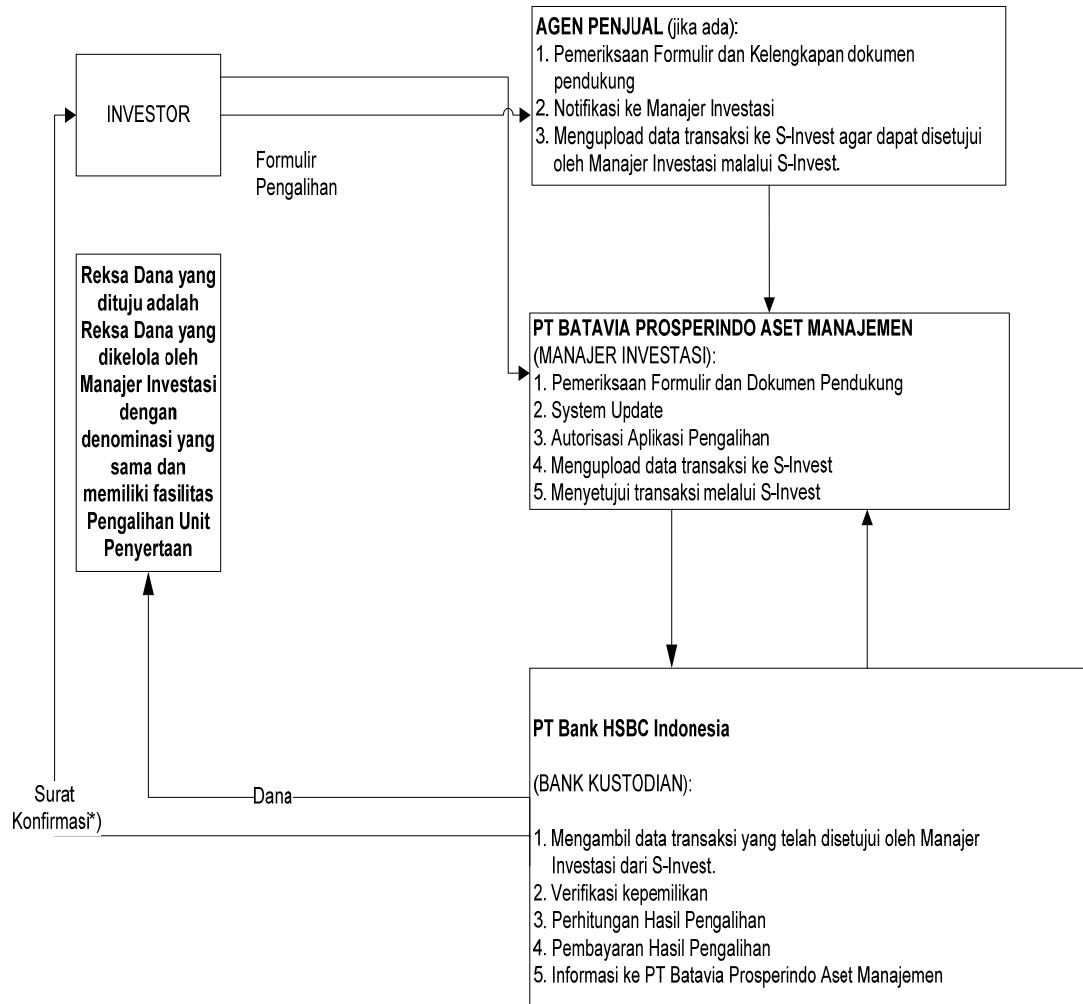 INVESTOR
Formulir
Pengalihan
AGEN PENJUAL (jika ada):
1. Pemeriksaan Formulir dan Kelengkapan dokumen
pendukung
2. Notifikasi ke Manajer Investasi
3. Mengupload data transaksi ke S-Invest agar dapat disetujui
oleh Manajer Investasi malalui S-Invest.
Reksa Dana yang
dituju adalah
Reksa Dana yang
dikelola oleh
Manajer Investasi
dengan
denominasi yang
sama dan
memiliki fasilitas
Pengalihan Unit
Penyertaan
PT BATAVIA PROSPERINDO ASET MANAJEMEN
(MANAJER INVESTASI):
1. Pemeriksaan Formulir dan Dokumen Pendukung
2. System Update
3. Autorisasi Aplikasi Pengalihan
4. Mengupload data transaksi ke S-Invest
5. Menyetujui transaksi melalui S-Invest
Surat
Konfirmasi*)
Dana
PT Bank HSBC Indonesia
(BANK KUSTODIAN):
1. Mengambil data transaksi yang telah disetujui oleh Manajer
Investasi dari S-Invest.
2. Verifikasi kepemilikan
3. Perhitungan Hasil Pengalihan
4. Pembayaran Hasil Pengalihan
5. Informasi ke PT Batavia Prosperindo Aset Manajemen